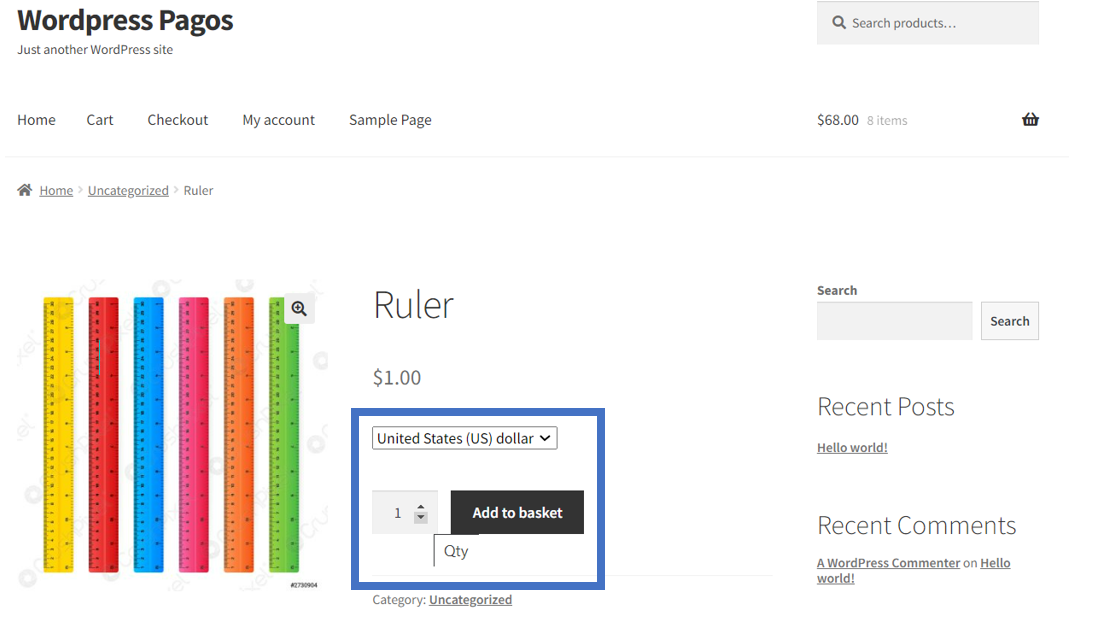 Wordpress Pagos
Just another WordPress site
Search products…
Home Cart Checkout My account Sample Page
$68.00 8 items
Home › Uncategorized › Ruler
Ruler
$1.00
United States (US) dollar
1 Add to basket
Qty
Category: Uncategorized
#2730904
Search
Search
Recent Posts
Hello world!
Recent Comments
A WordPress Commenter on Hello
world!